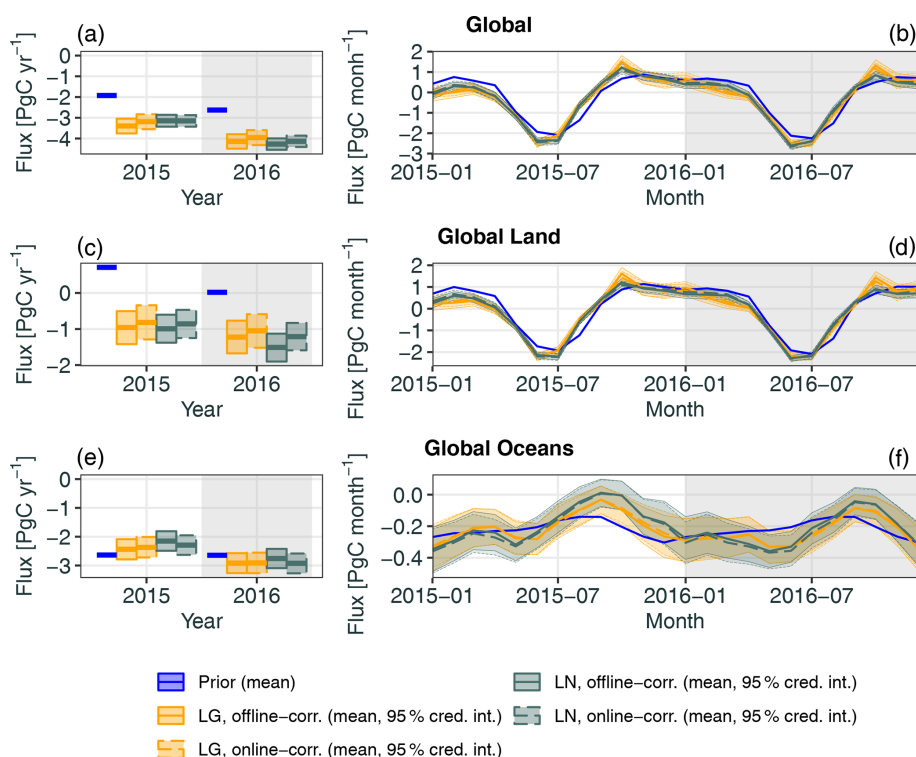 Global
(a)
(b)
Flux [PgC yr−1]
0
−1
−2
−3
−4
2015
2016
Year
Flux [PgC monh−1]
2
1
0
−1
−2
−3
2015−01
2015−07
2016−01
2016−07
Month
Global Land
(c)
(d)
Flux [PgC yr−1]
0
−1
−2
2015
2016
Year
Flux [PgC month−1]
2
1
0
−1
−2
2015−01
2015−07
2016−01
2016−07
Month
Global Oceans
(e)
(f)
Flux [PgC yr−1]
0
−1
−2
−3
2015
2016
Year
Flux [PgC month−1]
0.0
−0.2
−0.4
2015−01
2015−07
2016−01
2016−07
Month
Prior (mean)
LG, offline−corr. (mean, 95 % cred. int.)
LG, online−corr. (mean, 95 % cred. int.)
LN, offline−corr. (mean, 95 % cred. int.)
LN, online−corr. (mean, 95 % cred. int.)